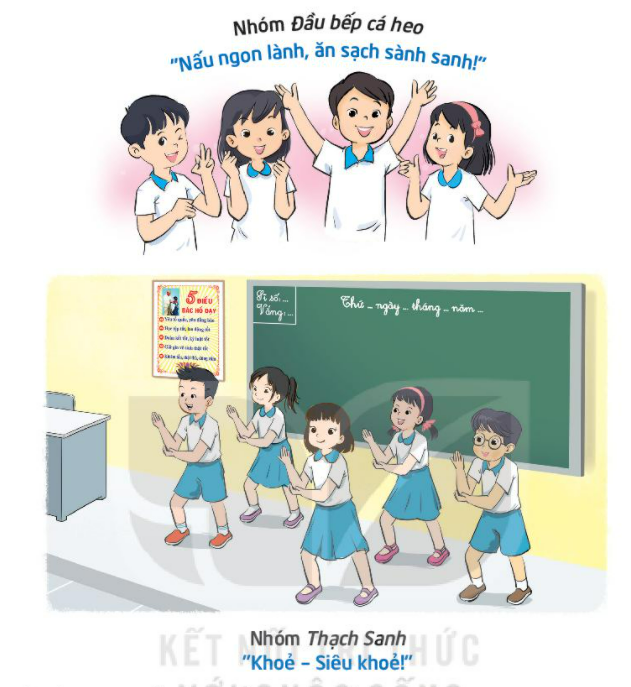 Nhóm Đầu bếp cá heo
"Nấu ngon lành, ăn sạch sành sanh!"
5 ĐIỀU
BÁC HỒ DẠY
Sĩ số: ...
Vắng: ...
Thứ ... ngày ... tháng ... năm ...
KẾT NỐI TRI THỨC
Nhóm Thạch Sanh
"Khoẻ – Siêu khoẻ!"